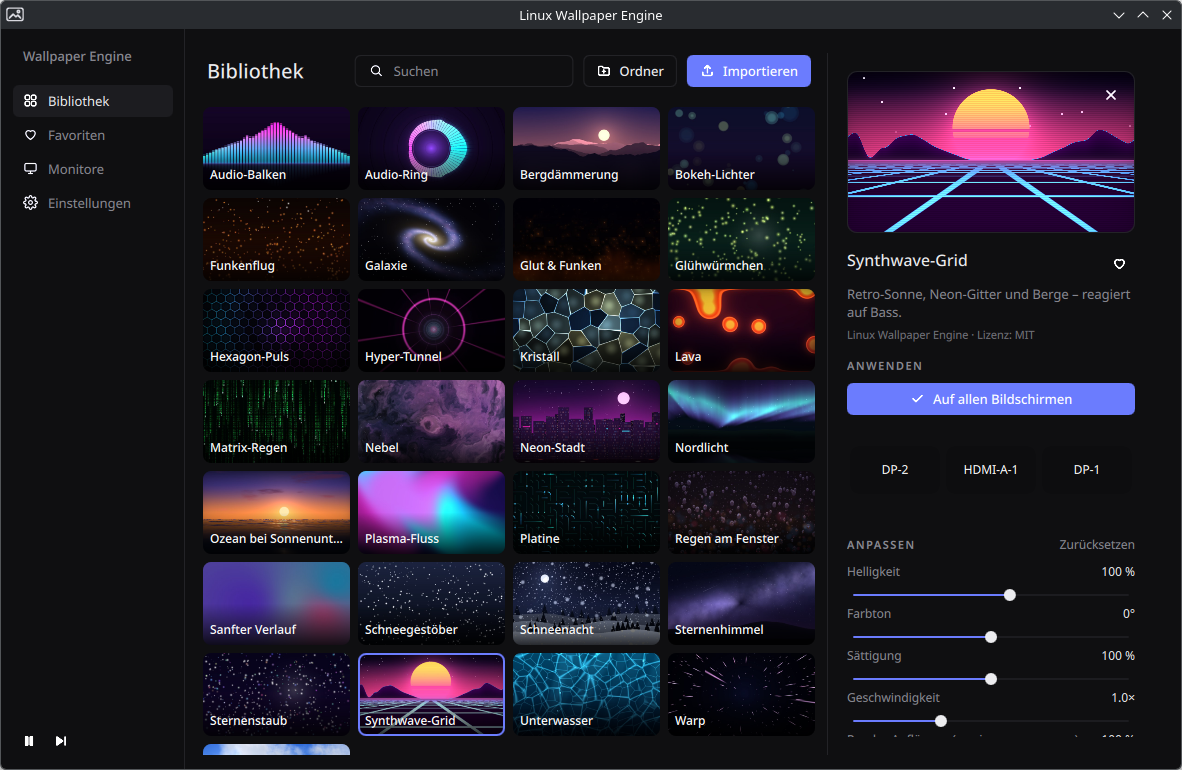 Linux Wallpaper Engine
Wallpaper Engine
Bibliothek
Favoriten
Monitore
Einstellungen
Bibliothek
Suchen
Ordner
Importieren
Audio-Balken
Audio-Ring
Bergdämmerung
Bokeh-Lichter
Funkenflug
Galaxie
Glut & Funken
Glühwürmchen
Hexagon-Puls
Hyper-Tunnel
Kristall
Lava
Matrix-Regen
Nebel
Neon-Stadt
Nordlicht
Ozean bei Sonnenunt...
Plasma-Fluss
Platine
Regen am Fenster
Sanfter Verlauf
Schneegestöber
Schneenacht
Sternenhimmel
Sternenstaub
Synthwave-Grid
Unterwasser
Warp
Synthwave-Grid
Retro-Sonne, Neon-Gitter und Berge – reagiert
auf Bass.
Linux Wallpaper Engine · Lizenz: MIT
ANWENDEN
Auf allen Bildschirmen
DP-2
HDMI-A-1
DP-1
ANPASSEN
Zurücksetzen
Helligkeit
100 %
Farbton
0°
Sättigung
100 %
Geschwindigkeit
1.0×